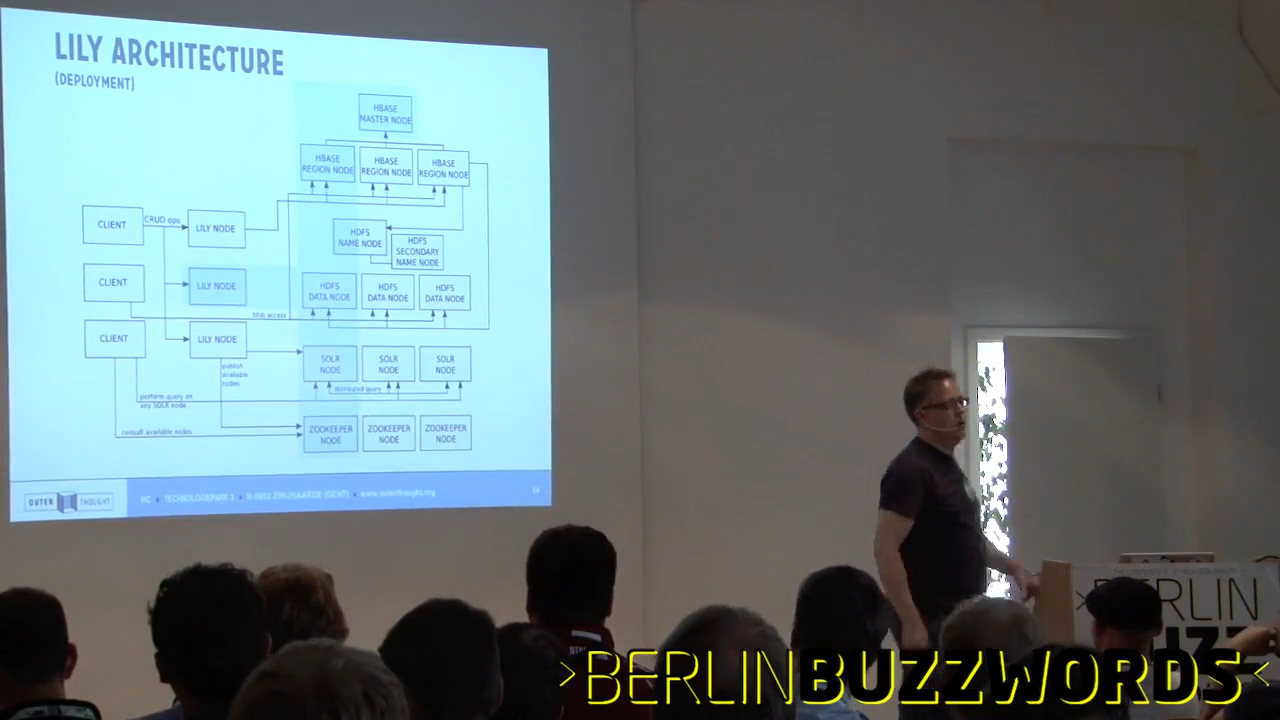 LILY ARCHITECTURE
(DEPLOYMENT)
HBASE
MASTER NODE
HBASE
REGION NODE
HBASE
REGION NODE
HBASE
REGION NODE
CLIENT
CRUD ops
LILY NODE
HDFS
NAME NODE
HDFS
SECONDARY
NAME NODE
CLIENT
LILY NODE
HDFS
DATA NODE
HDFS
DATA NODE
HDFS
DATA NODE
blob access
CLIENT
LILY NODE
SOLR
NODE
SOLR
NODE
SOLR
NODE
publish
available
nodes
distributed query
perform query on
any SOLR node
consult available nodes
ZOOKEEPER
NODE
ZOOKEEPER
NODE
ZOOKEEPER
NODE
OUTER THOUGHT
TECHNOLOGIEPARK 3 B-9052 ZWIJNAARDE (GENT) www.outerthought.org
>BERLIN
>BERLINBUZZWORDS<